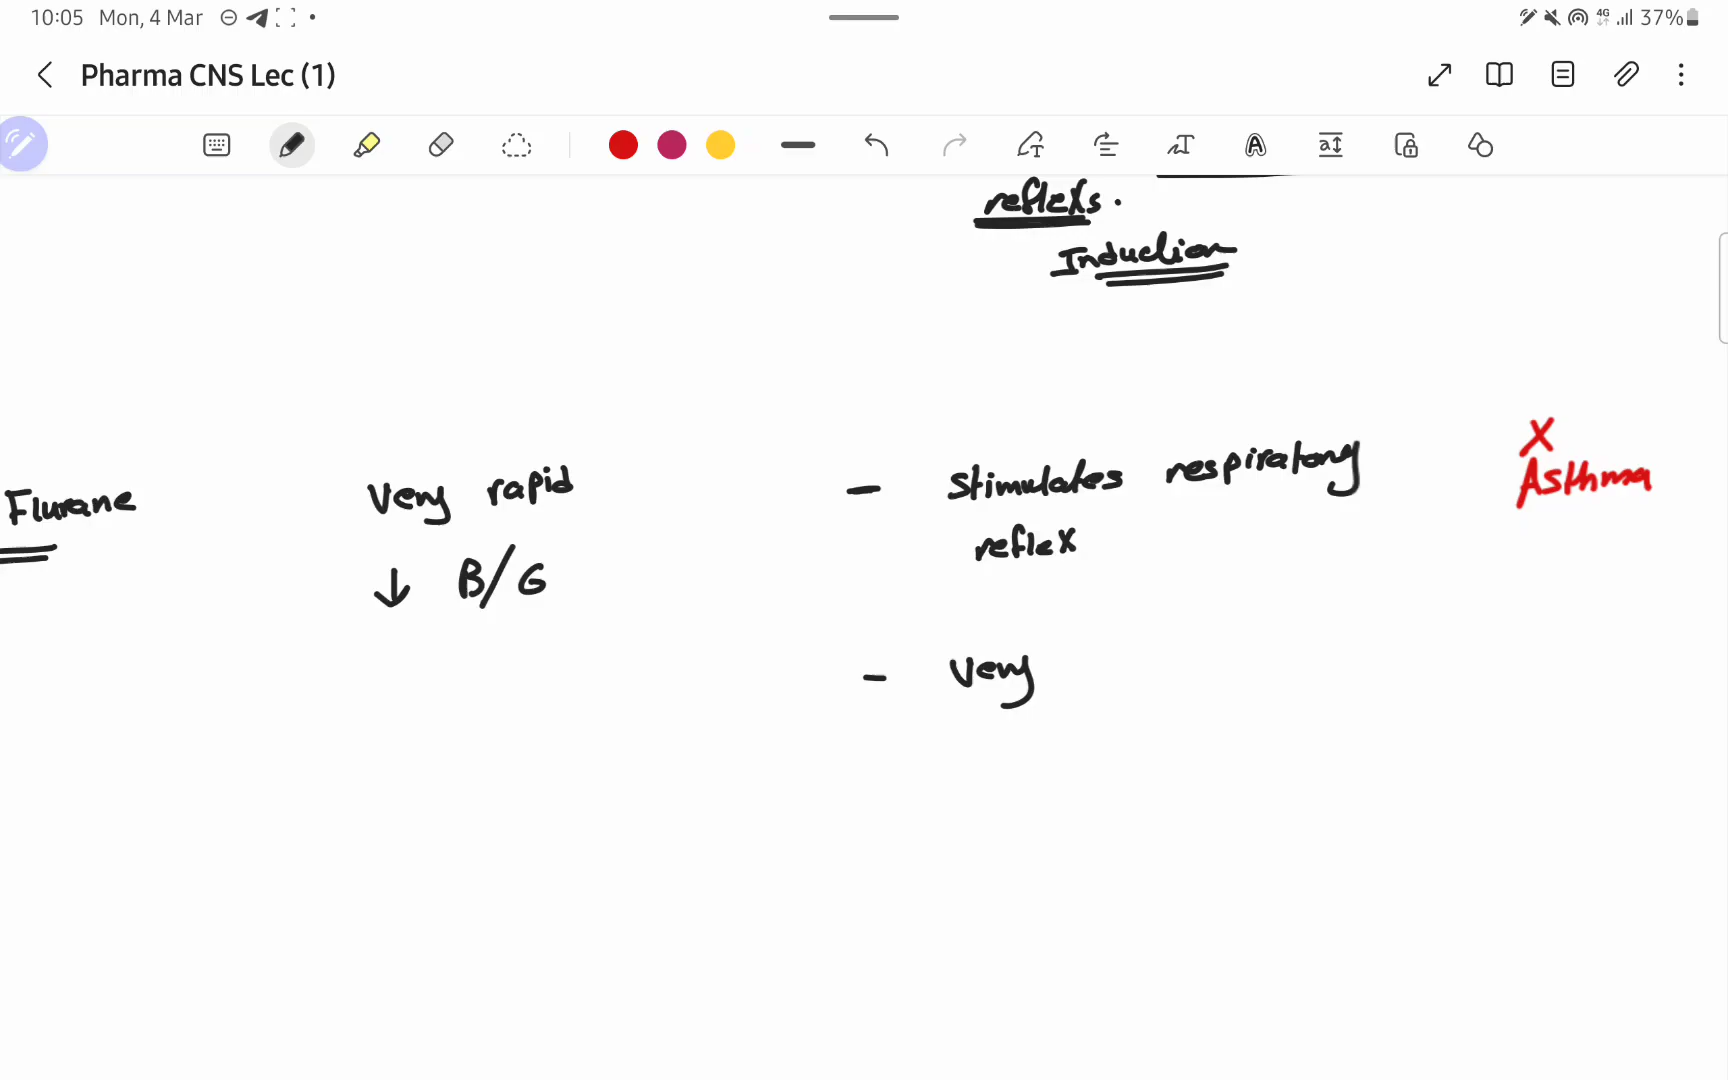 10:05 Mon, 4 Mar
4G 37%
Pharma CNS Lec (1)
reflexs.
Induction
Flurane
Very rapid
↓ B/G
- stimulates respiratory
reflex
X
Asthma
- Very